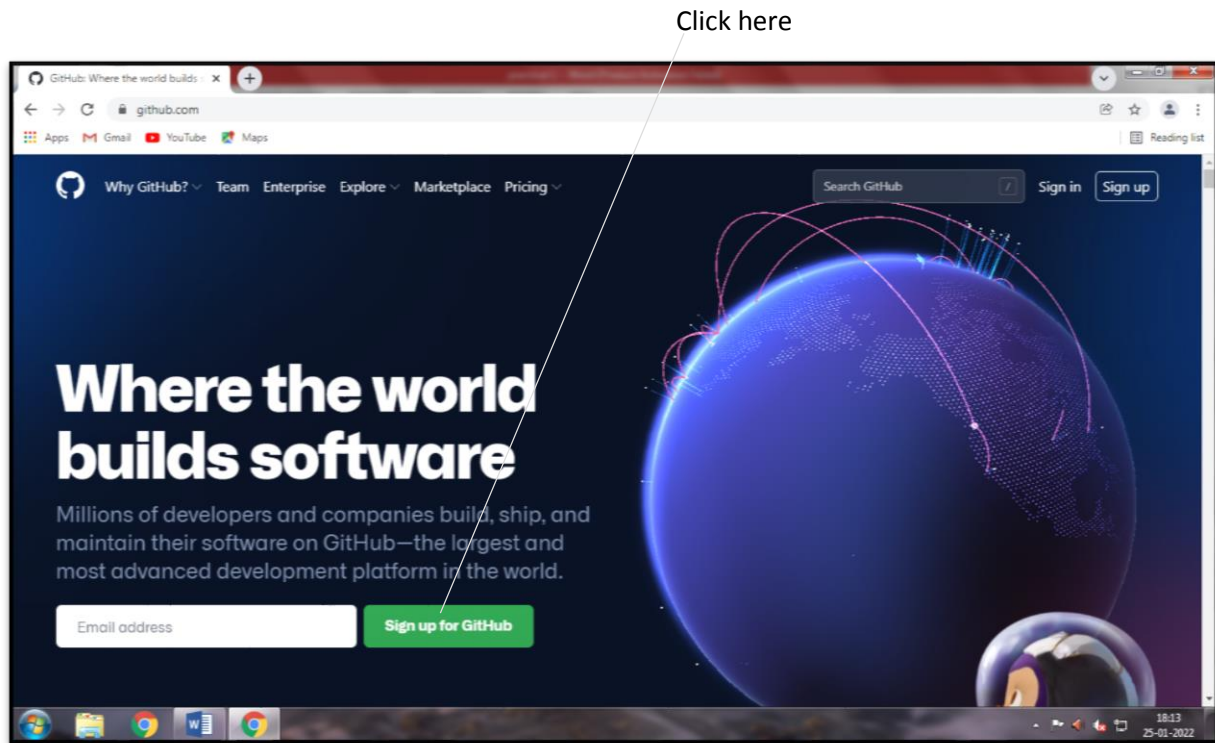 Click here
GitHub: Where the world builds s
github.com
Apps Gmail YouTube Maps Reading list
Why GitHub? Team Enterprise Explore Marketplace Pricing Search GitHub / Sign in Sign up
Where the world
builds software
Millions of developers and companies build, ship, and
maintain their software on GitHub—the largest and
most advanced development platform in the world.
Email address Sign up for GitHub
18:13
25-01-2022